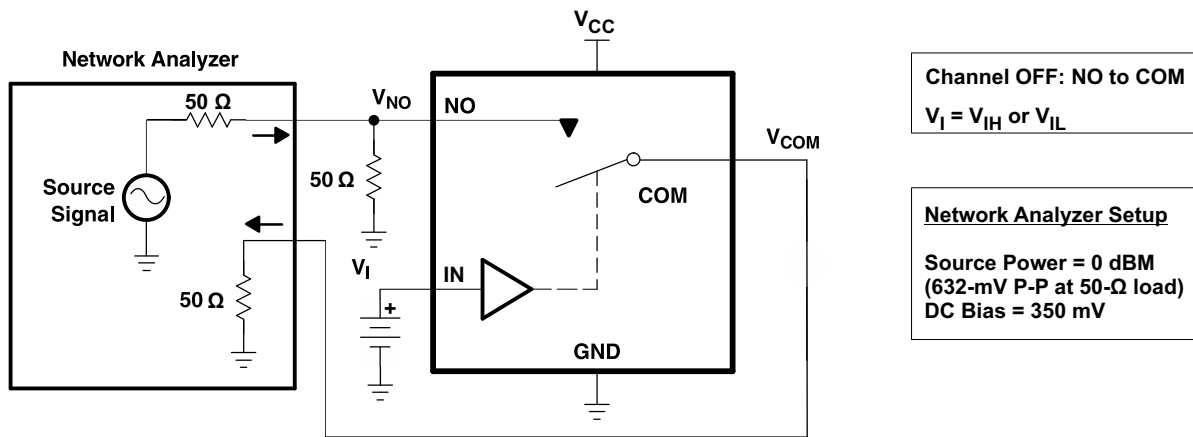 Network Analyzer
50 Ω
Source
Signal
50 Ω
V_NO
50 Ω
V_I
+
V_CC
NO
COM
IN
GND
V_COM
Channel OFF: NO to COM
V_I = V_IH or V_IL
Network Analyzer Setup
Source Power = 0 dBM
(632-mV P-P at 50-Ω load)
DC Bias = 350 mV